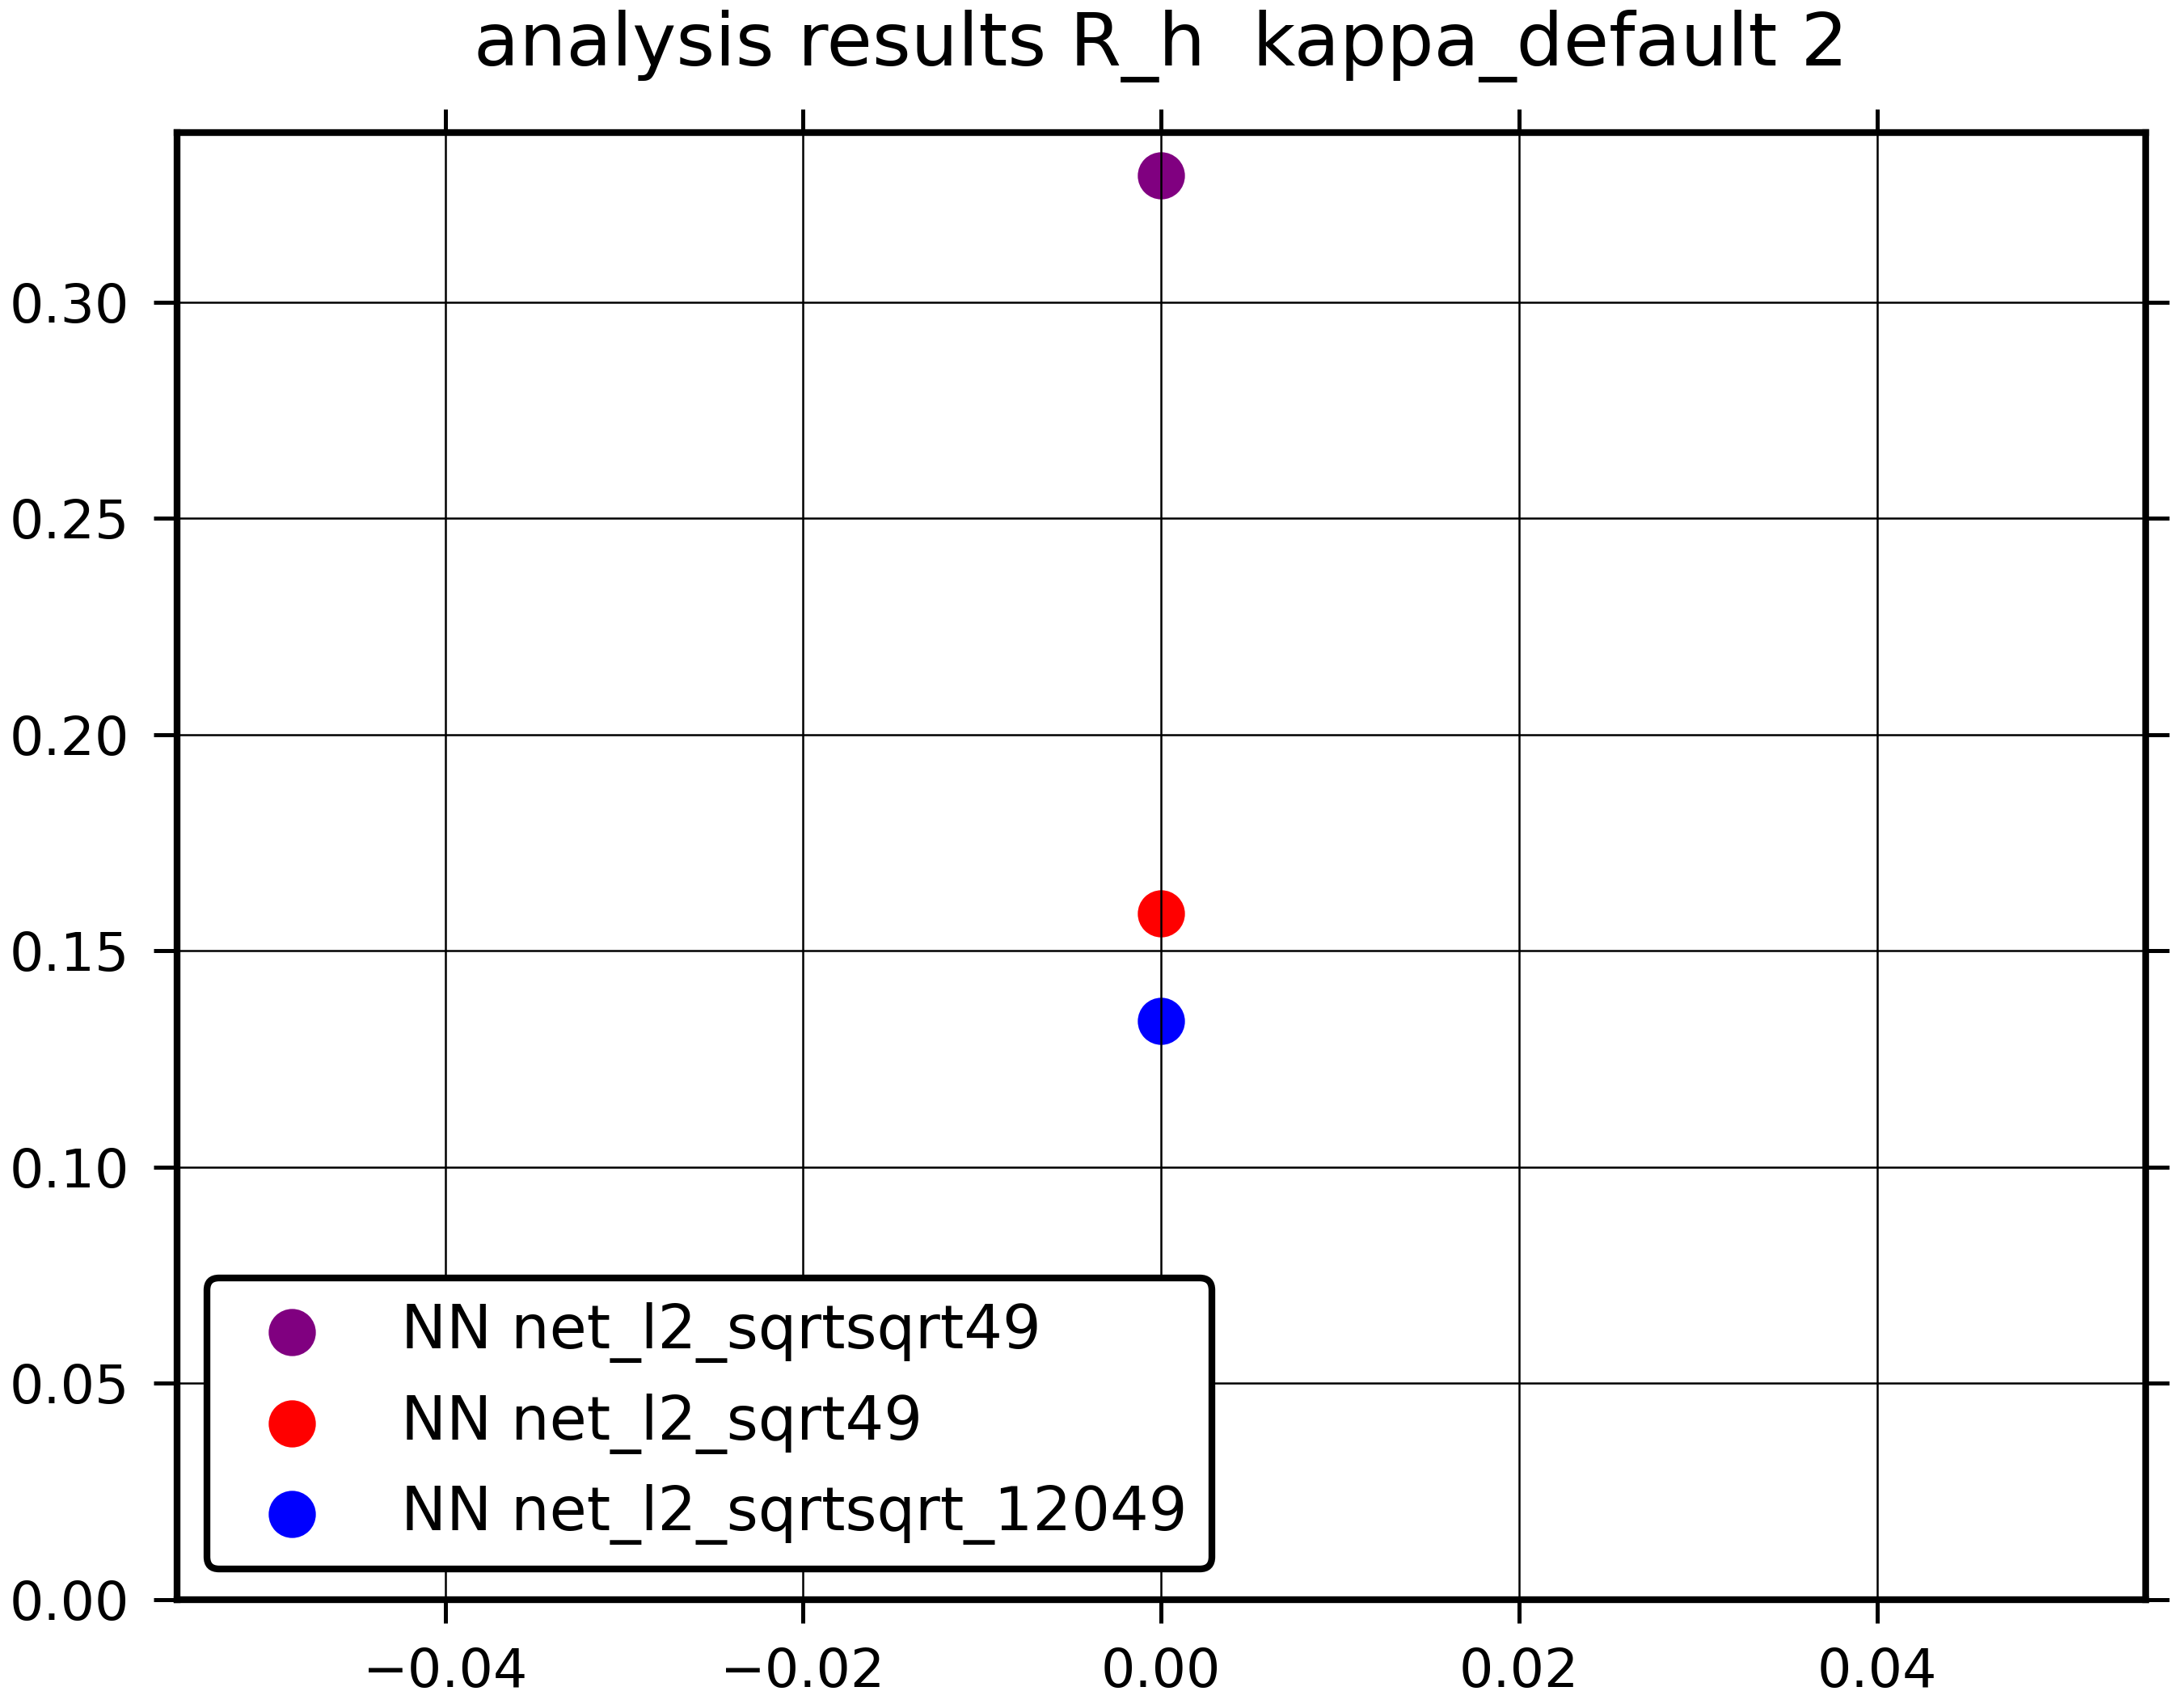 analysis results R_h  kappa_default 2
0.30
0.25
0.20
0.15
0.10
0.05
0.00
NN net_l2_sqrtsqrt49
NN net_l2_sqrt49
NN net_l2_sqrtsqrt_12049
−0.04 −0.02 0.00 0.02 0.04